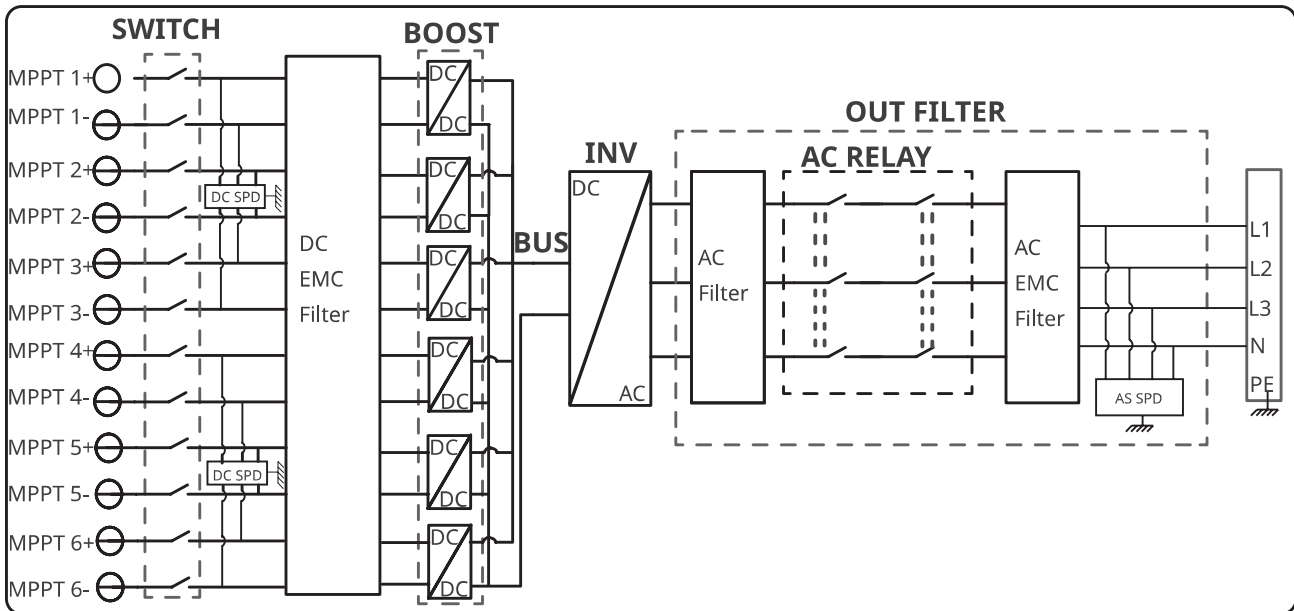 SWITCH
BOOST
MPPT 1+
MPPT 1-
MPPT 2+
MPPT 2-
MPPT 3+
MPPT 3-
MPPT 4+
MPPT 4-
MPPT 5+
MPPT 5-
MPPT 6+
MPPT 6-
DC SPD
DC SPD
DC
EMC
Filter
DC
DC
DC
DC
DC
DC
DC
DC
DC
DC
DC
DC
BUS
INV
DC
AC
OUT FILTER
AC RELAY
AC
Filter
AC
EMC
Filter
AS SPD
L1
L2
L3
N
PE